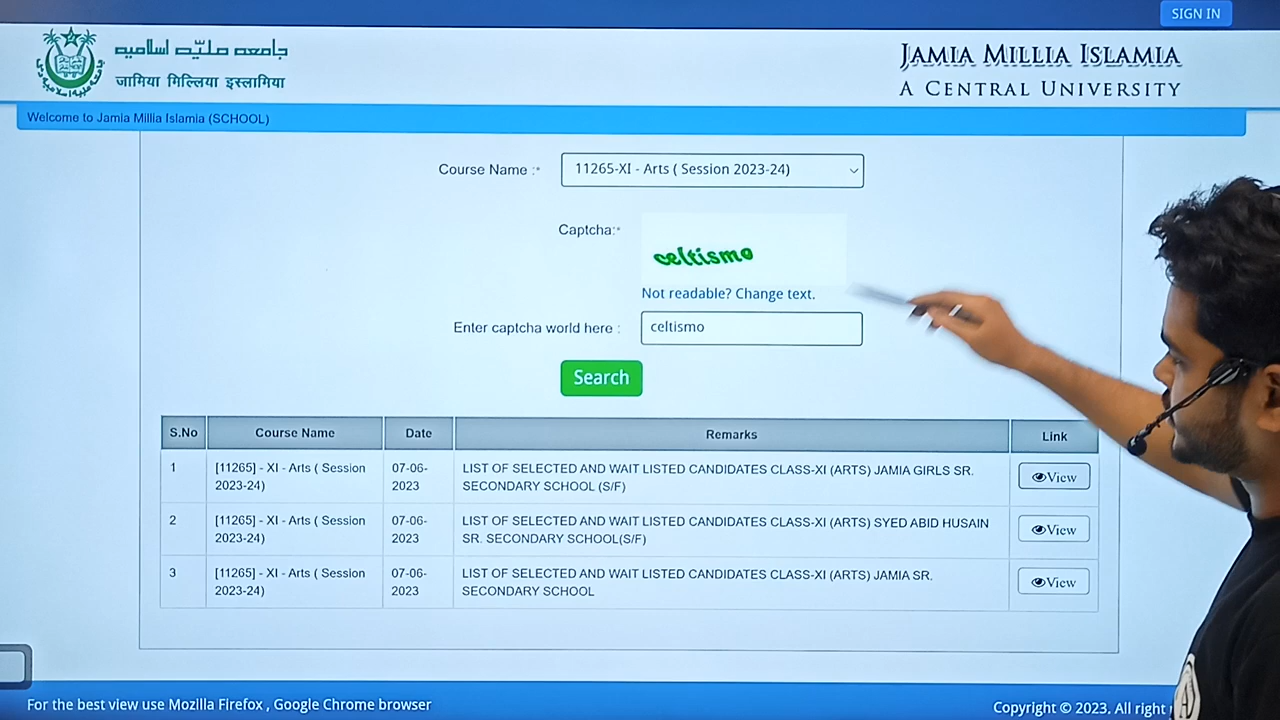 SIGN IN
جامعہ ملیّہ اسلامیہ
जामिया मिल्लिया इस्लामिया
JAMIA MILLIA ISLAMIA
A CENTRAL UNIVERSITY
Welcome to Jamia Millia Islamia (SCHOOL)
Course Name :* 11265-XI - Arts ( Session 2023-24)
Captcha:* celtismo
Not readable? Change text.
Enter captcha world here : celtismo
Search
S.No Course Name Date Remarks Link
1 [11265] - XI - Arts ( Session 07-06- LIST OF SELECTED AND WAIT LISTED CANDIDATES CLASS-XI (ARTS) JAMIA GIRLS SR. View
2023-24) 2023 SECONDARY SCHOOL (S/F)
2 [11265] - XI - Arts ( Session 07-06- LIST OF SELECTED AND WAIT LISTED CANDIDATES CLASS-XI (ARTS) SYED ABID HUSAIN View
2023-24) 2023 SR. SECONDARY SCHOOL(S/F)
3 [11265] - XI - Arts ( Session 07-06- LIST OF SELECTED AND WAIT LISTED CANDIDATES CLASS-XI (ARTS) JAMIA SR. View
2023-24) 2023 SECONDARY SCHOOL
For the best view use Mozilla Firefox , Google Chrome browser
Copyright © 2023. All right